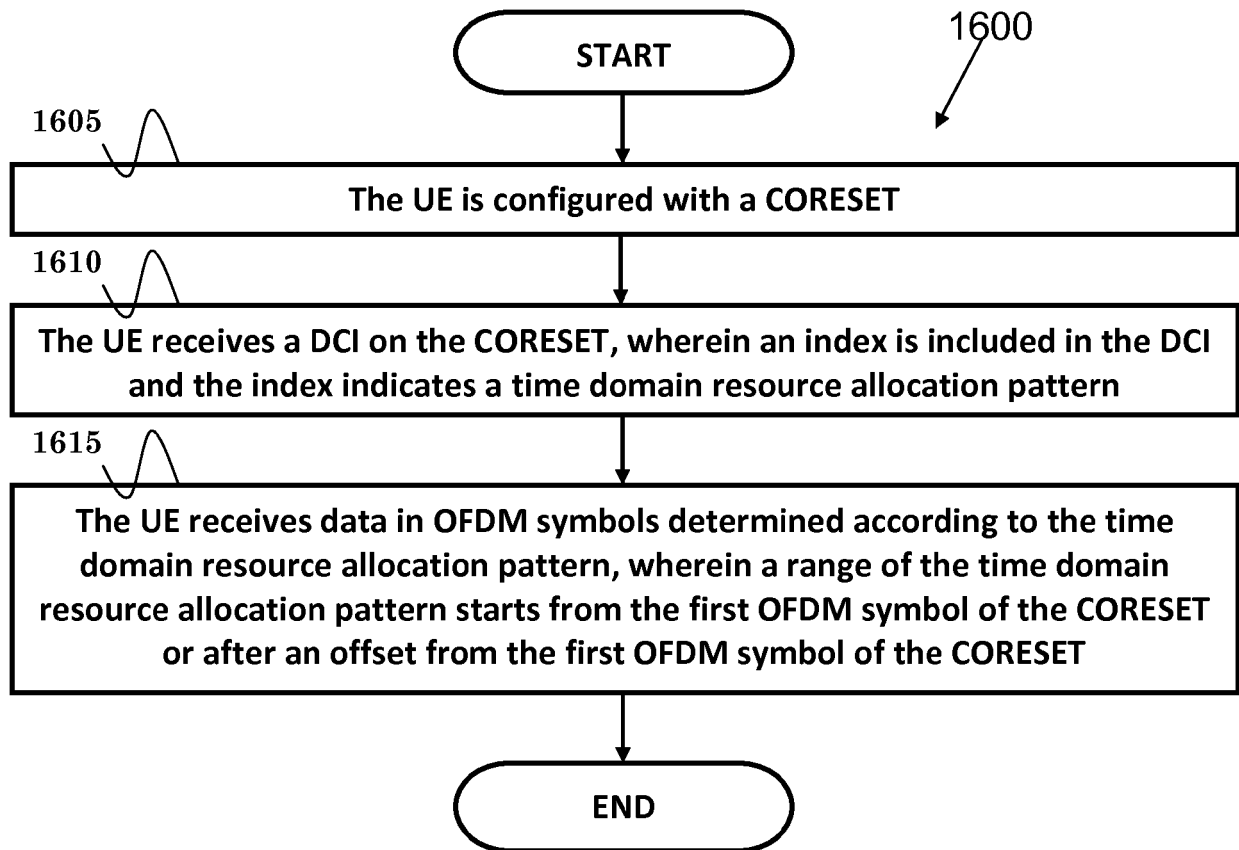 START
1600
1605
The UE is configured with a CORESET
1610
The UE receives a DCI on the CORESET, wherein an index is included in the DCI
and the index indicates a time domain resource allocation pattern
1615
The UE receives data in OFDM symbols determined according to the time
domain resource allocation pattern, wherein a range of the time domain
resource allocation pattern starts from the first OFDM symbol of the CORESET
or after an offset from the first OFDM symbol of the CORESET
END